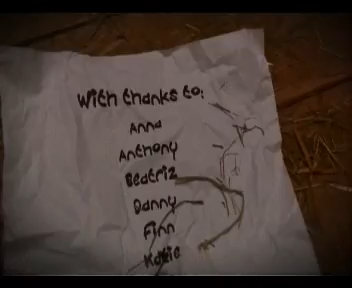 With thanks to:
Anna
Anthony
Beatriz
Danny
Finn
Katie